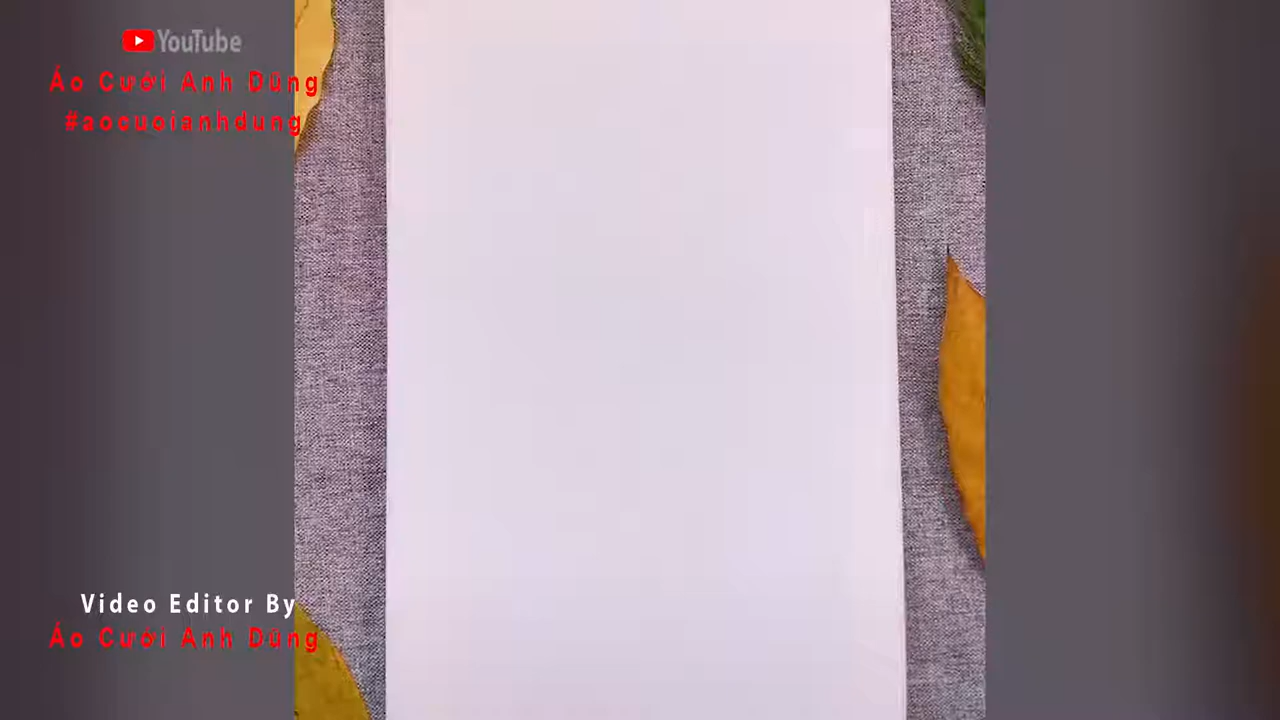 YouTube
Áo Cưới Anh Dũng
#aocuoianhdung
Video Editor By
Áo Cưới Anh Dũng